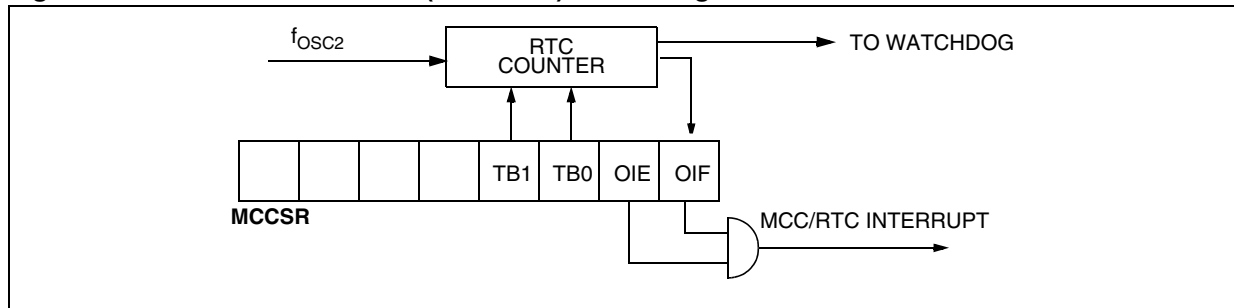 fOSC2
RTC
COUNTER
TO WATCHDOG
TB1 TB0 OIE OIF
MCCSR
MCC/RTC INTERRUPT